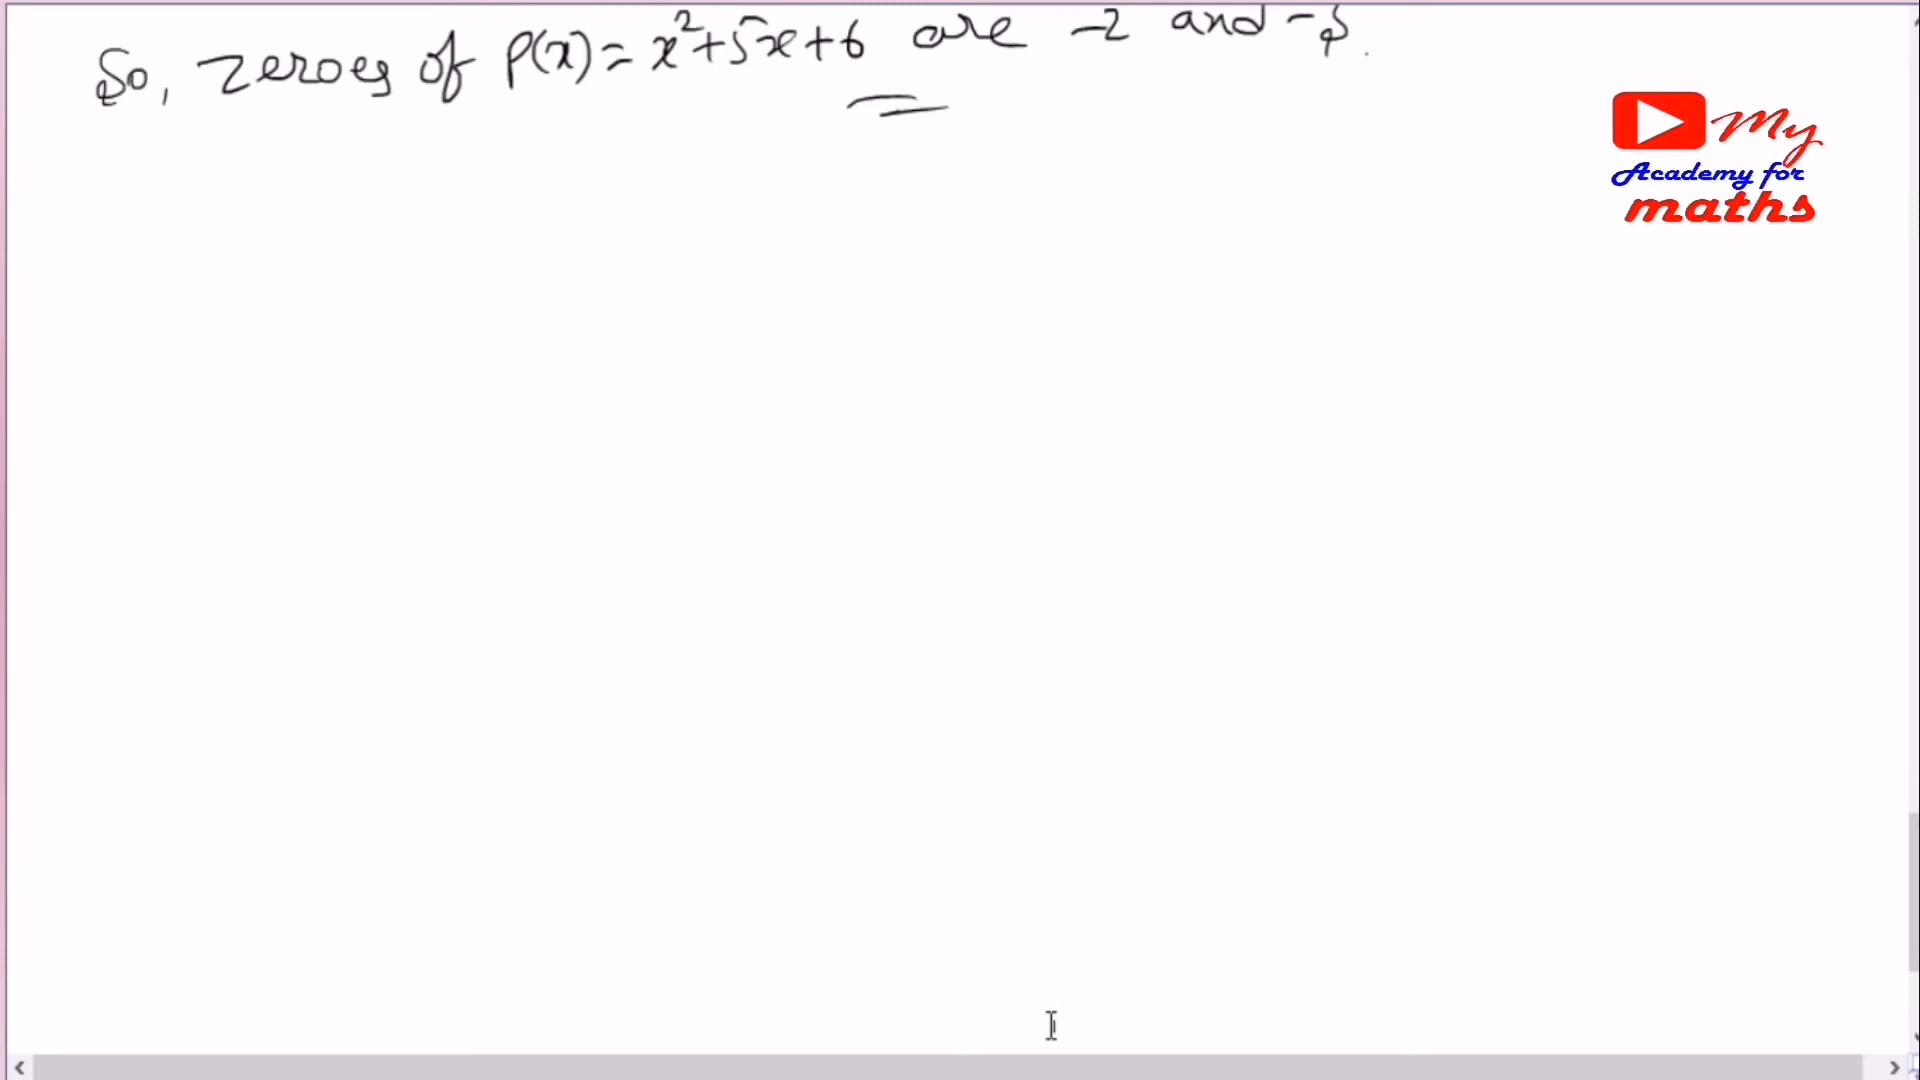 So, zeroes of P(x) = x²+5x+6 are -2 and -3.
My
Academy for
maths